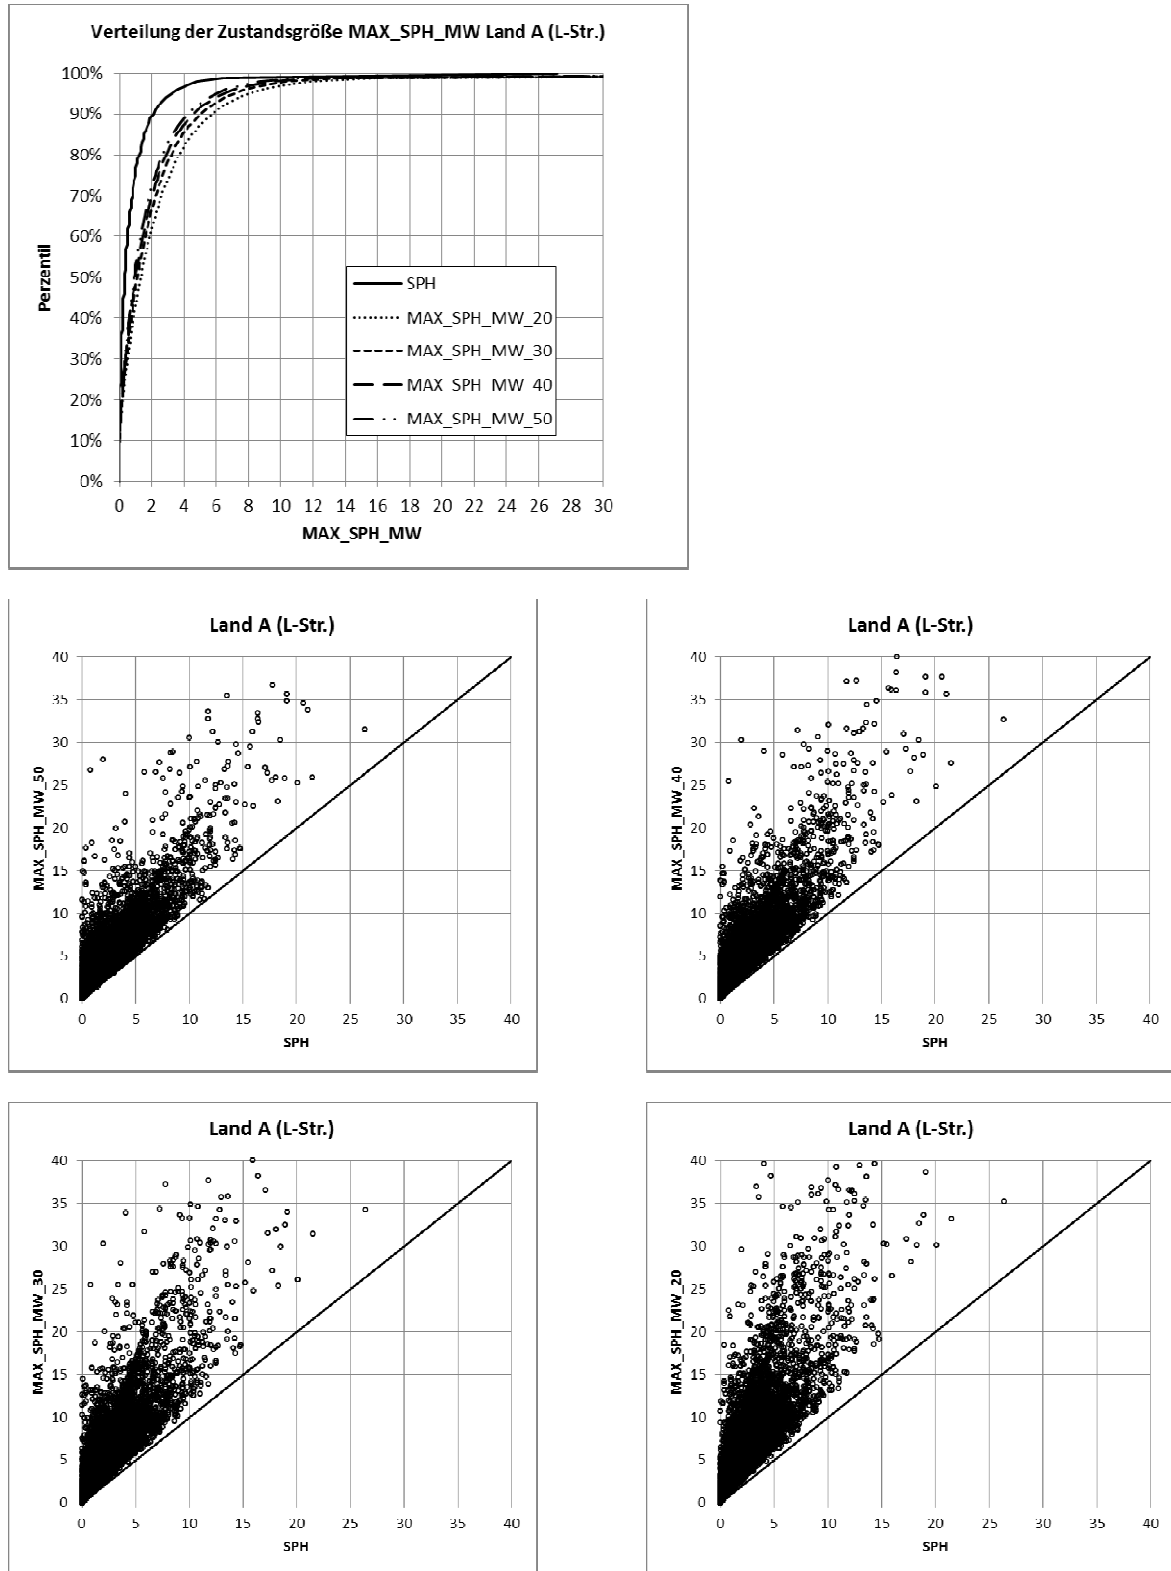 Verteilung der Zustandsgröße MAX_SPH_MW Land A (L-Str.)
100%
90%
80%
70%
60%
50%
40%
30%
20%
10%
0%
Perzentil
SPH
MAX_SPH_MW_20
MAX_SPH_MW_30
MAX_SPH_MW_40
MAX_SPH_MW_50
0 2 4 6 8 10 12 14 16 18 20 22 24 26 28 30
MAX_SPH_MW
Land A (L-Str.)
40
35
30
25
20
15
10
5
0
MAX_SPH_MW_50
0 5 10 15 20 25 30 35 40
SPH
Land A (L-Str.)
40
35
30
25
20
15
10
5
0
MAX_SPH_MW_40
0 5 10 15 20 25 30 35 40
SPH
Land A (L-Str.)
40
35
30
25
20
15
10
5
0
MAX_SPH_MW_30
0 5 10 15 20 25 30 35 40
SPH
Land A (L-Str.)
40
35
30
25
20
15
10
5
0
MAX_SPH_MW_20
0 5 10 15 20 25 30 35 40
SPH